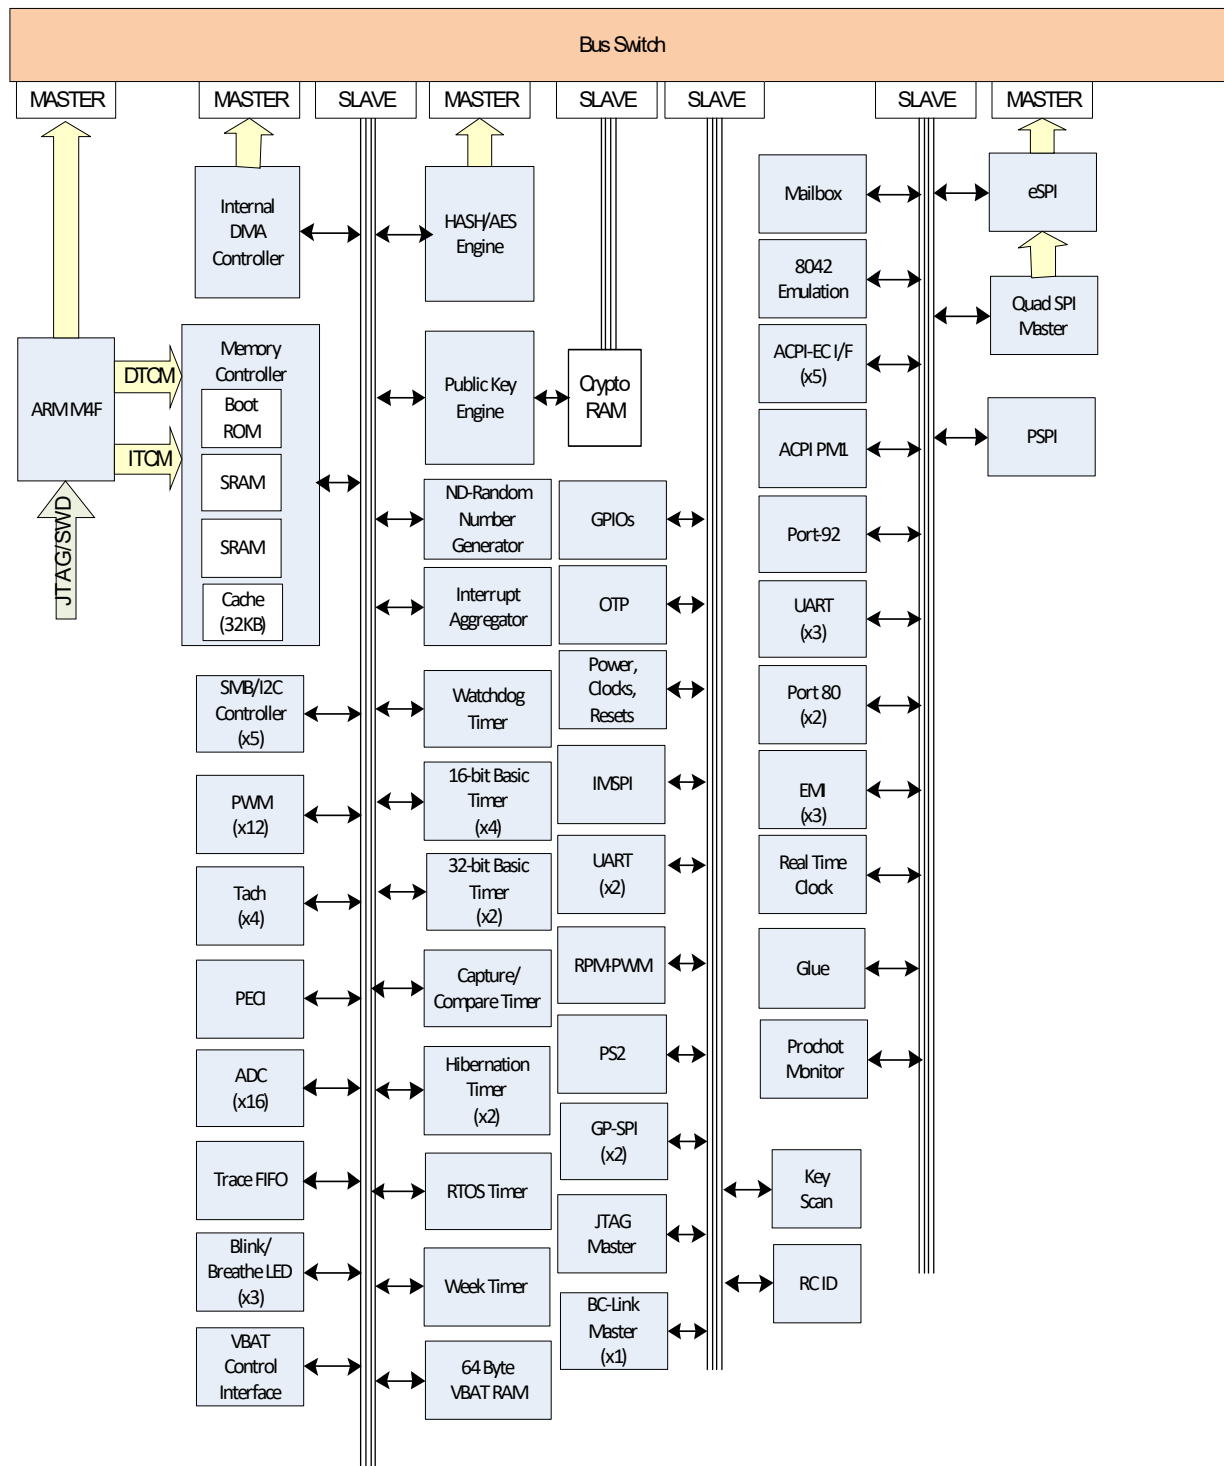 Bus Switch
MASTER
MASTER
SLAVE
MASTER
SLAVE
SLAVE
SLAVE
MASTER
ARM M4F
DTCM
ITCM
JTAG/SWD
Internal
DMA
Controller
Memory
Controller
Boot
ROM
SRAM
SRAM
Cache
(32KB)
SMB/I2C
Controller
(x5)
PWM
(x12)
Tach
(x4)
PECI
ADC
(x16)
Trace FIFO
Blink/
Breathe LED
(x3)
VBAT
Control
Interface
HASH/AES
Engine
Public Key
Engine
ND-Random
Number
Generator
Interrupt
Aggregator
Watchdog
Timer
16-bit Basic
Timer
(x4)
32-bit Basic
Timer
(x2)
Capture/
Compare Timer
Hibernation
Timer
(x2)
RTOS Timer
Week Timer
64 Byte
VBAT RAM
Crypto
RAM
GPIOs
OTP
Power,
Clocks,
Resets
IMSPI
UART
(x2)
RPM-PWM
PS2
GP-SPI
(x2)
JTAG
Master
BC-Link
Master
(x1)
Mailbox
8042
Emulation
ACPI-EC I/F
(x5)
ACPI PM1
Port-92
UART
(x3)
Port 80
(x2)
EMI
(x3)
Real Time
Clock
Glue
Prochot
Monitor
Key
Scan
RC ID
eSPI
Quad SPI
Master
PSPI